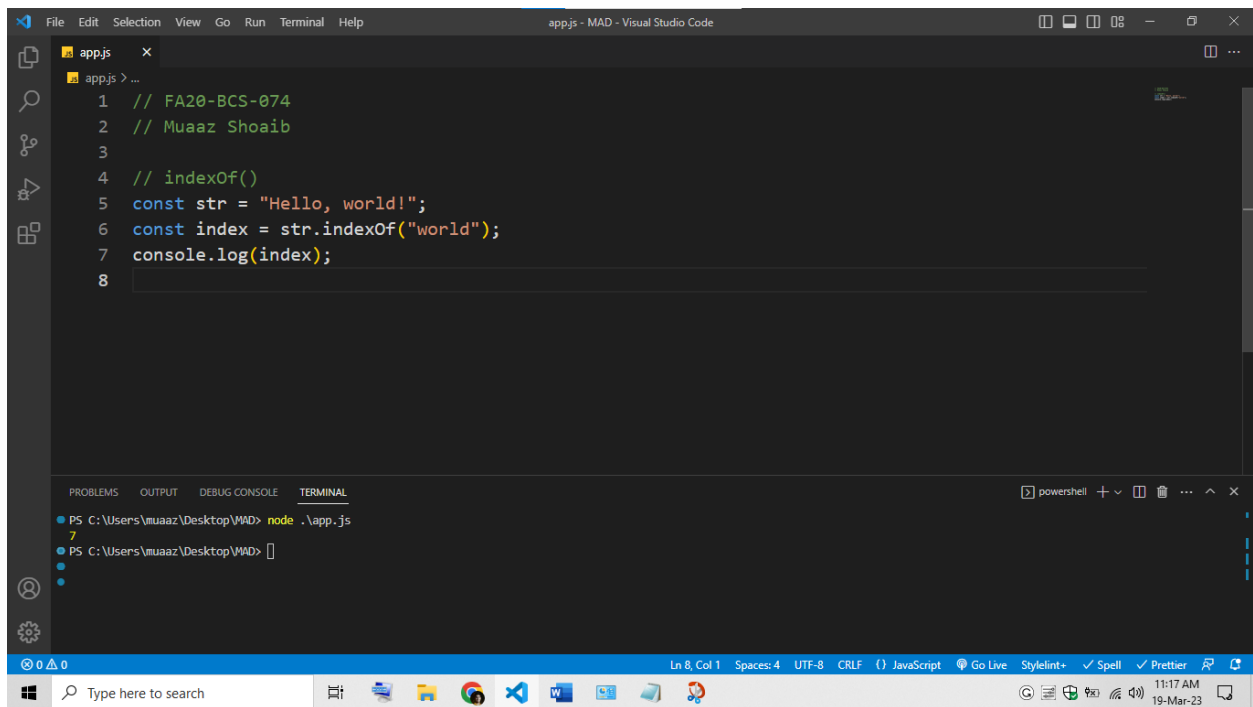 File Edit Selection View Go Run Terminal Help app.js - MAD - Visual Studio Code
JS app.js
JS app.js > ...
1 // FA20-BCS-074
2 // Muaaz Shoaib
3
4 // indexOf()
5 const str = "Hello, world!";
6 const index = str.indexOf("world");
7 console.log(index);
8
PROBLEMS OUTPUT DEBUG CONSOLE TERMINAL powershell
PS C:\Users\muaaz\Desktop\MAD> node .\app.js
7
PS C:\Users\muaaz\Desktop\MAD>
0 0 Ln 8, Col 1 Spaces: 4 UTF-8 CRLF {} JavaScript Go Live Stylelint+ Spell Prettier
Type here to search 11:17 AM
19-Mar-23